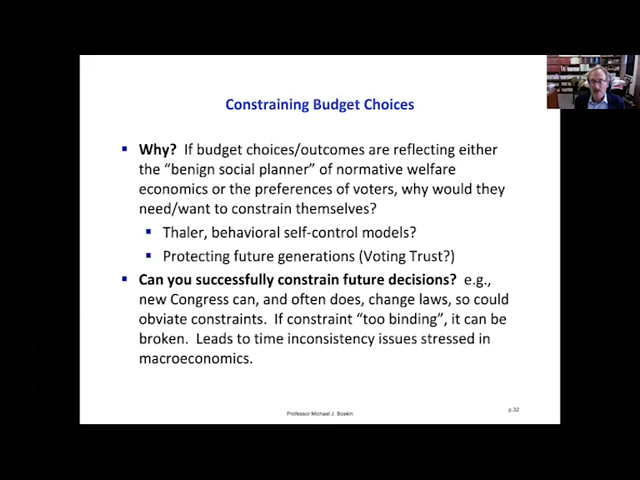 Constraining Budget Choices
Why? If budget choices/outcomes are reflecting either
the “benign social planner” of normative welfare
economics or the preferences of voters, why would they
need/want to constrain themselves?
Thaler, behavioral self-control models?
Protecting future generations (Voting Trust?)
Can you successfully constrain future decisions? e.g.,
new Congress can, and often does, change laws, so could
obviate constraints. If constraint “too binding”, it can be
broken. Leads to time inconsistency issues stressed in
macroeconomics.
Professor Michael J. Boskin
p.32